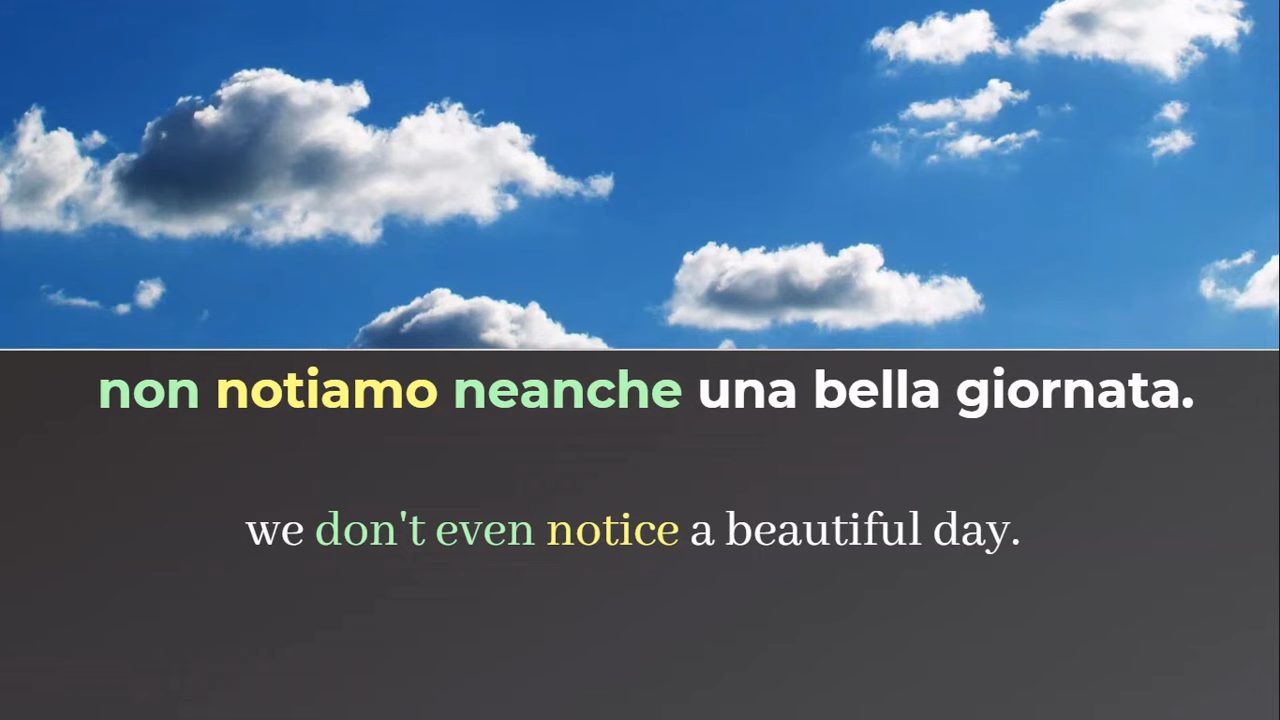 non notiamo neanche una bella giornata.
we don't even notice a beautiful day.